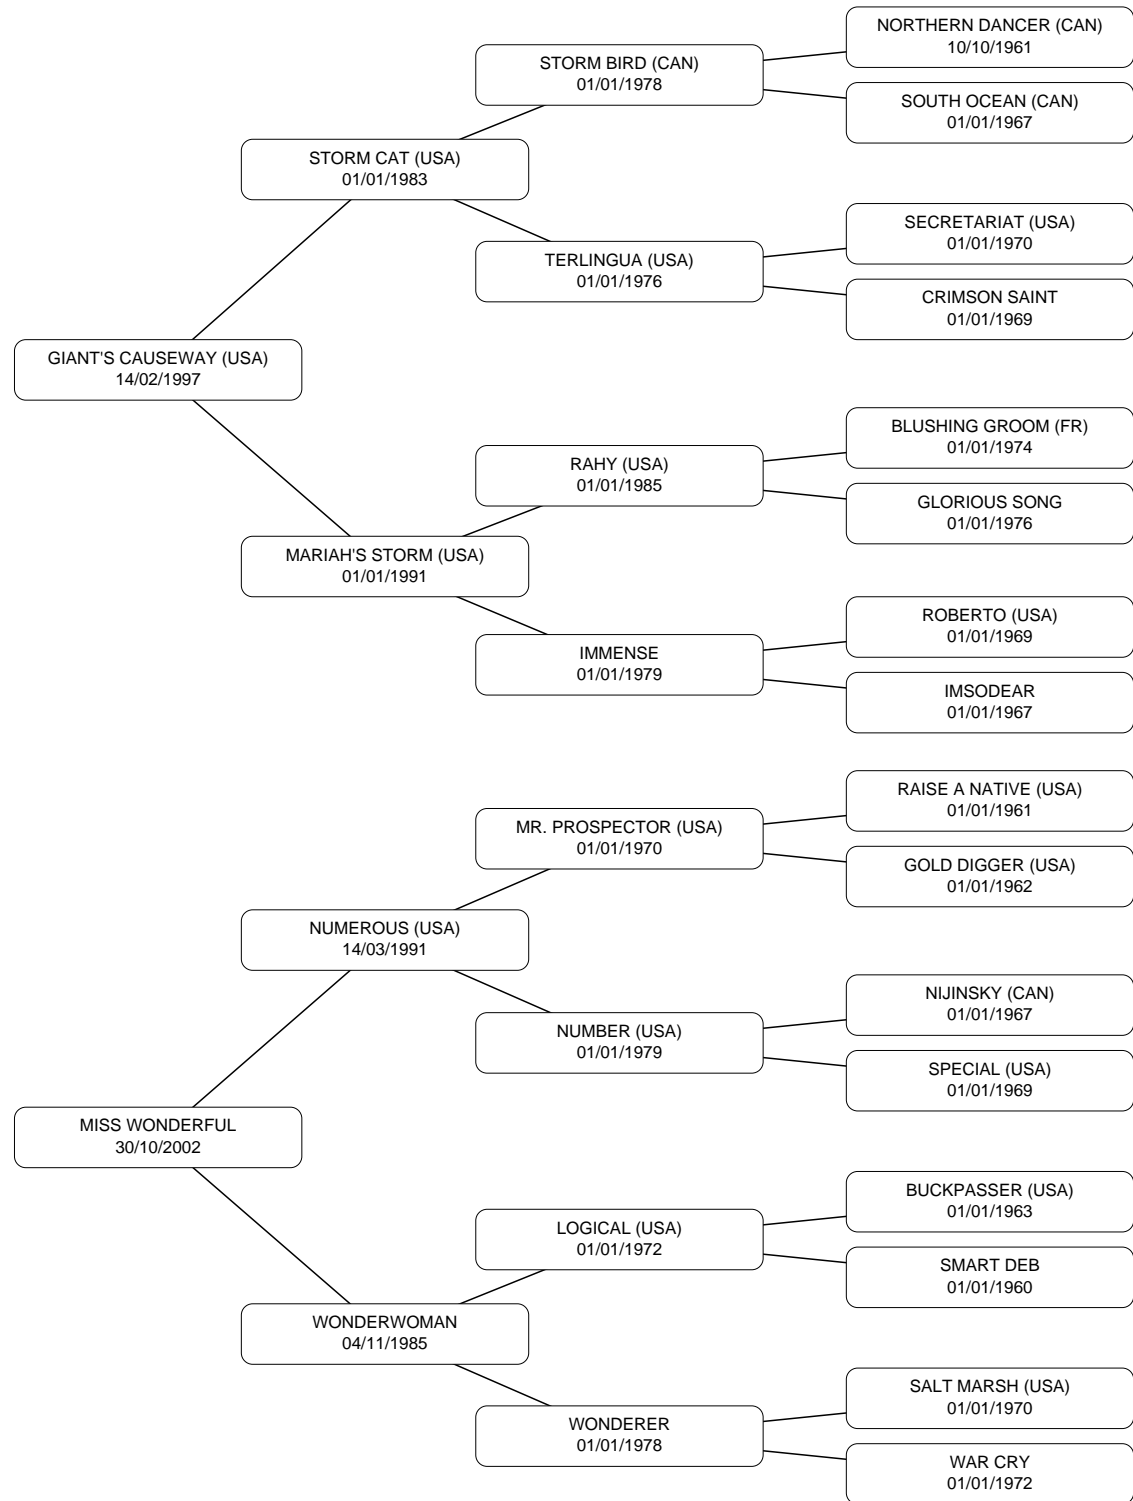 NORTHERN DANCER (CAN)
10/10/1961
STORM BIRD (CAN)
01/01/1978
SOUTH OCEAN (CAN)
01/01/1967
STORM CAT (USA)
01/01/1983
SECRETARIAT (USA)
01/01/1970
TERLINGUA (USA)
01/01/1976
CRIMSON SAINT
01/01/1969
GIANT'S CAUSEWAY (USA)
14/02/1997
BLUSHING GROOM (FR)
01/01/1974
RAHY (USA)
01/01/1985
GLORIOUS SONG
01/01/1976
MARIAH'S STORM (USA)
01/01/1991
ROBERTO (USA)
01/01/1969
IMMENSE
01/01/1979
IMSODEAR
01/01/1967
RAISE A NATIVE (USA)
01/01/1961
MR. PROSPECTOR (USA)
01/01/1970
GOLD DIGGER (USA)
01/01/1962
NUMEROUS (USA)
14/03/1991
NIJINSKY (CAN)
01/01/1967
NUMBER (USA)
01/01/1979
SPECIAL (USA)
01/01/1969
MISS WONDERFUL
30/10/2002
BUCKPASSER (USA)
01/01/1963
LOGICAL (USA)
01/01/1972
SMART DEB
01/01/1960
WONDERWOMAN
04/11/1985
SALT MARSH (USA)
01/01/1970
WONDERER
01/01/1978
WAR CRY
01/01/1972